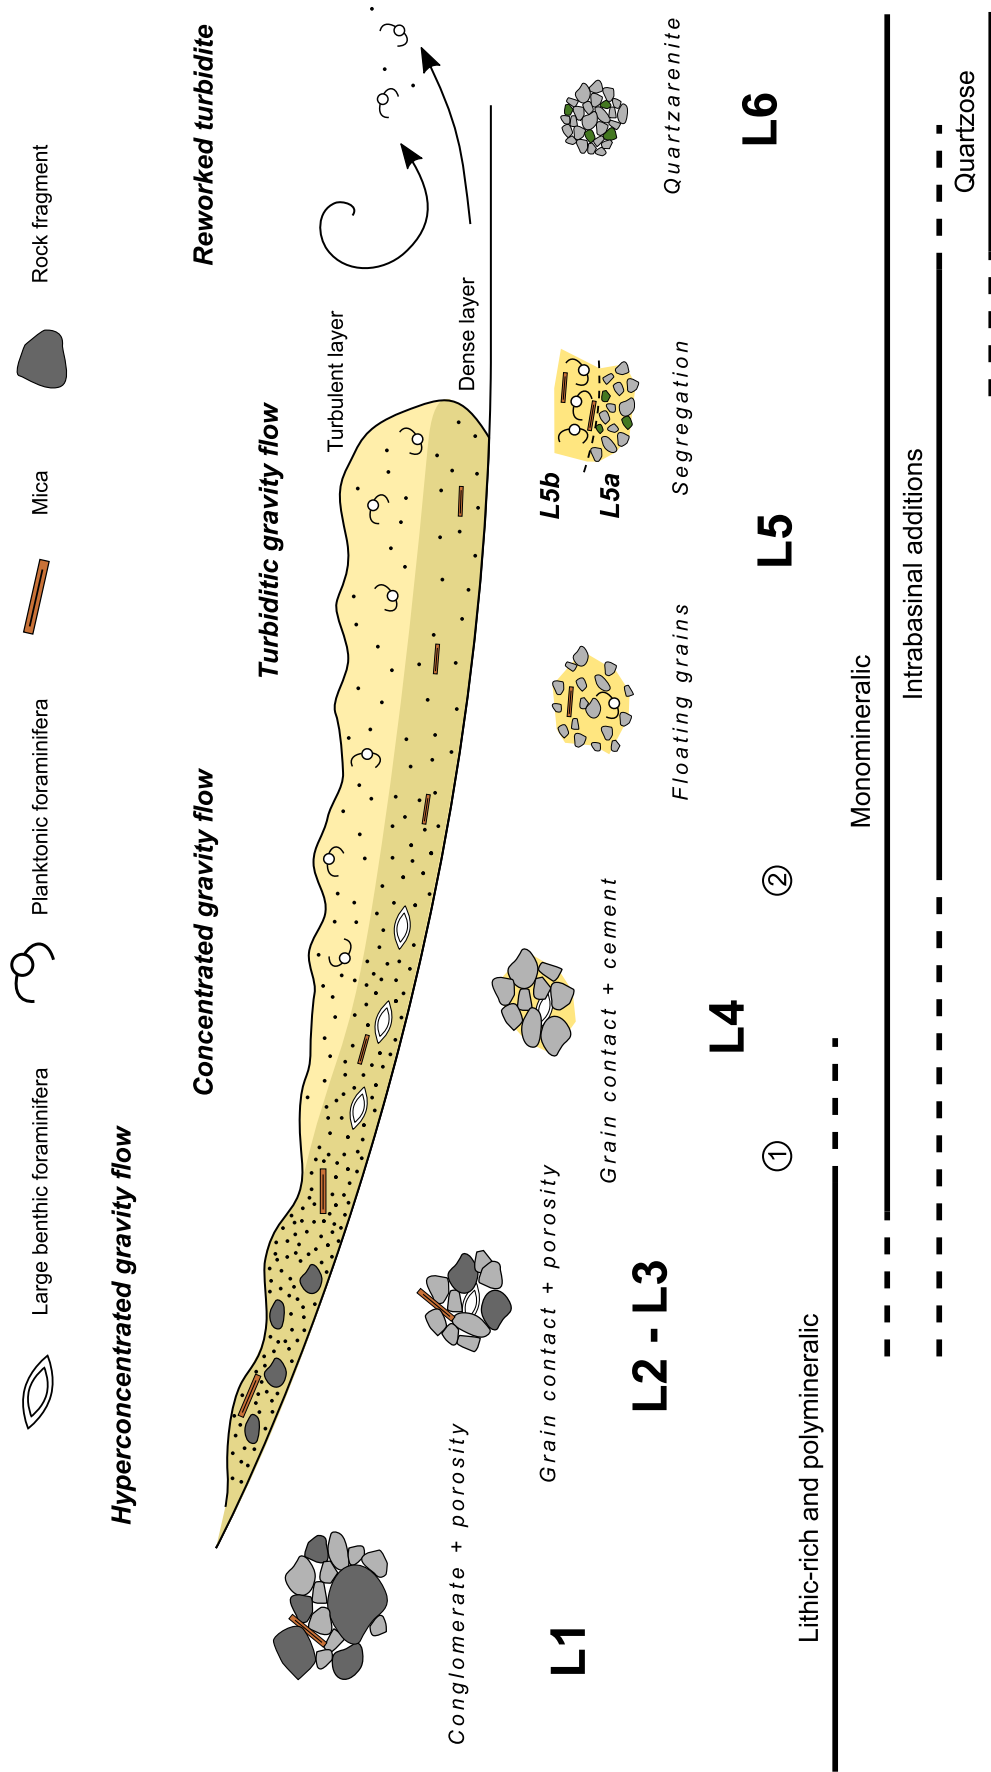 Large benthic foraminifera
Planktonic foraminifera
Mica
Rock fragment
Hyperconcentrated gravity flow
Concentrated gravity flow
Turbiditic gravity flow
Reworked turbidite
Turbulent layer
Dense layer
Conglomerate + porosity
Grain contact + porosity
Grain contact + cement
Floating grains
Segregation
Quartzarenite
L5b
L5a
L1
L2 - L3
L4
L5
L6
1
2
Lithic-rich and polymineralic
Monomineralic
Intrabasinal additions
Quartzose